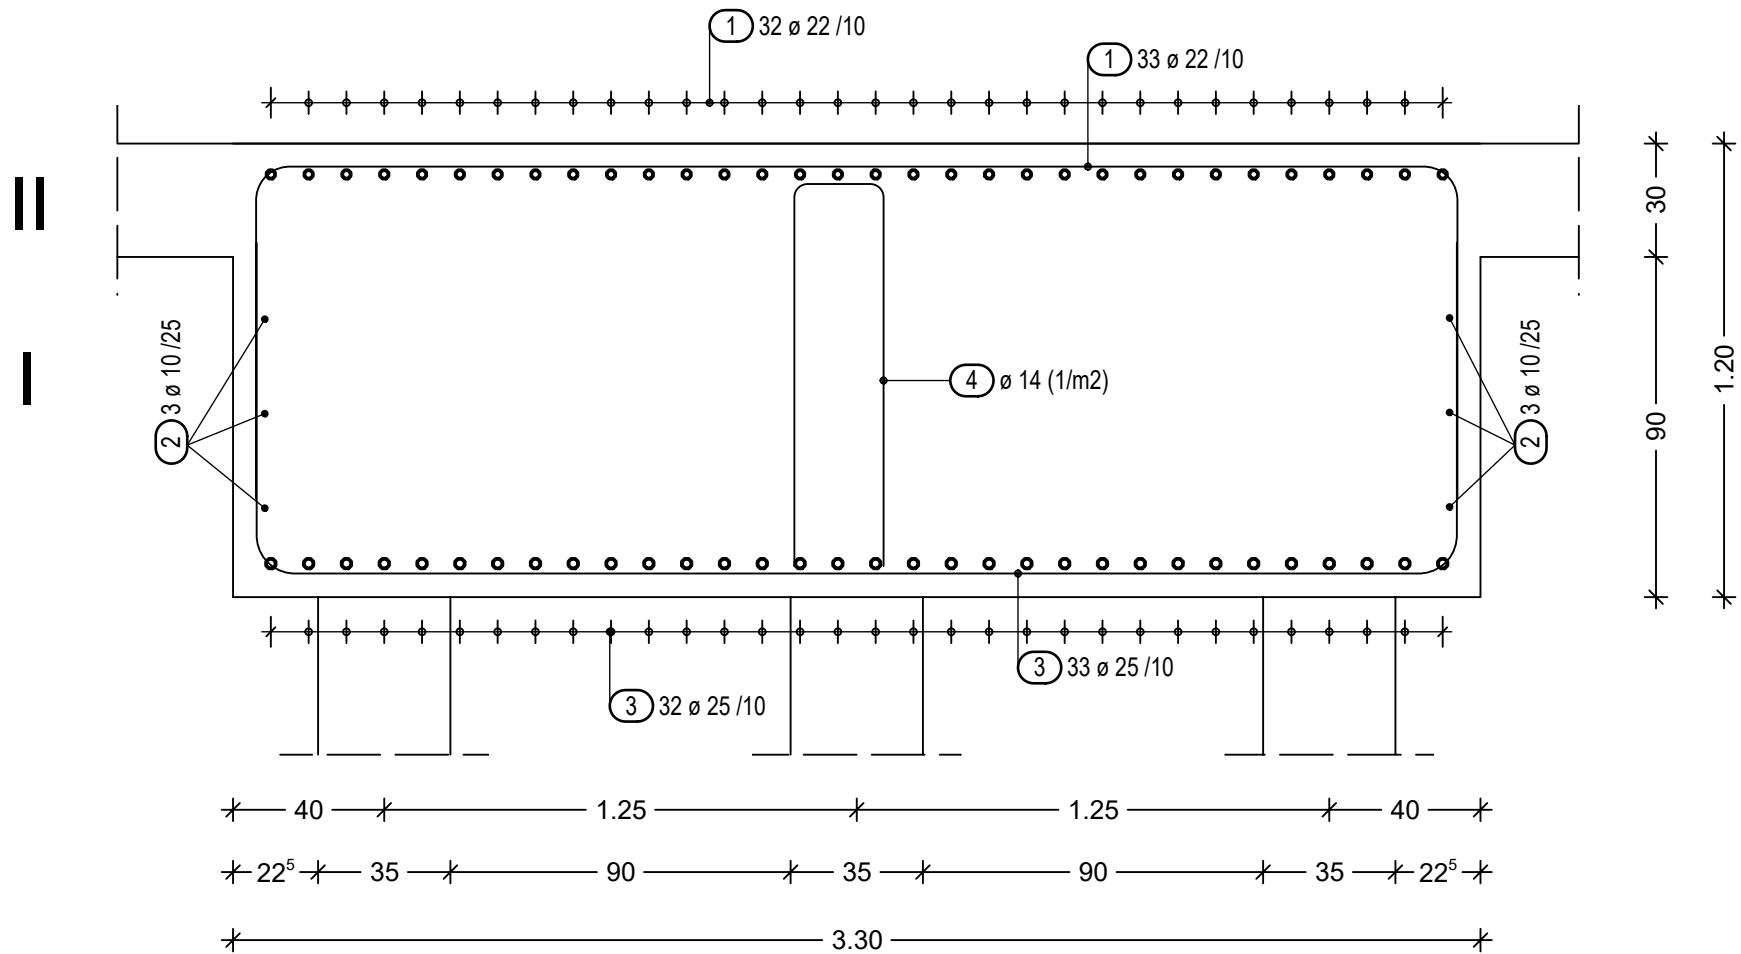 1 32 ø 22 /10
1 33 ø 22 /10
II
30
1.20
2 3 ø 10 /25
I
4 ø 14 (1/m2)
2 3 ø 10 /25
90
3 33 ø 25 /10
3 32 ø 25 /10
40 1.25 1.25 40
22⁵ 35 90 35 90 35 22⁵
3.30